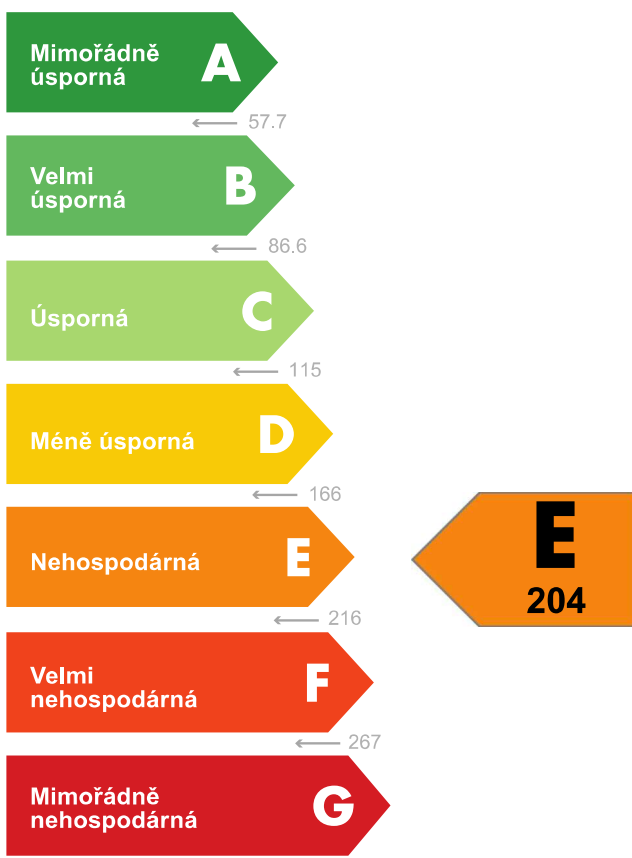 Mimořádně
úsporná
A
57.7
Velmi
úsporná
B
86.6
Úsporná
C
115
Méně úsporná
D
166
Nehospodárná
E
E
204
216
Velmi
nehospodárná
F
267
Mimořádně
nehospodárná
G